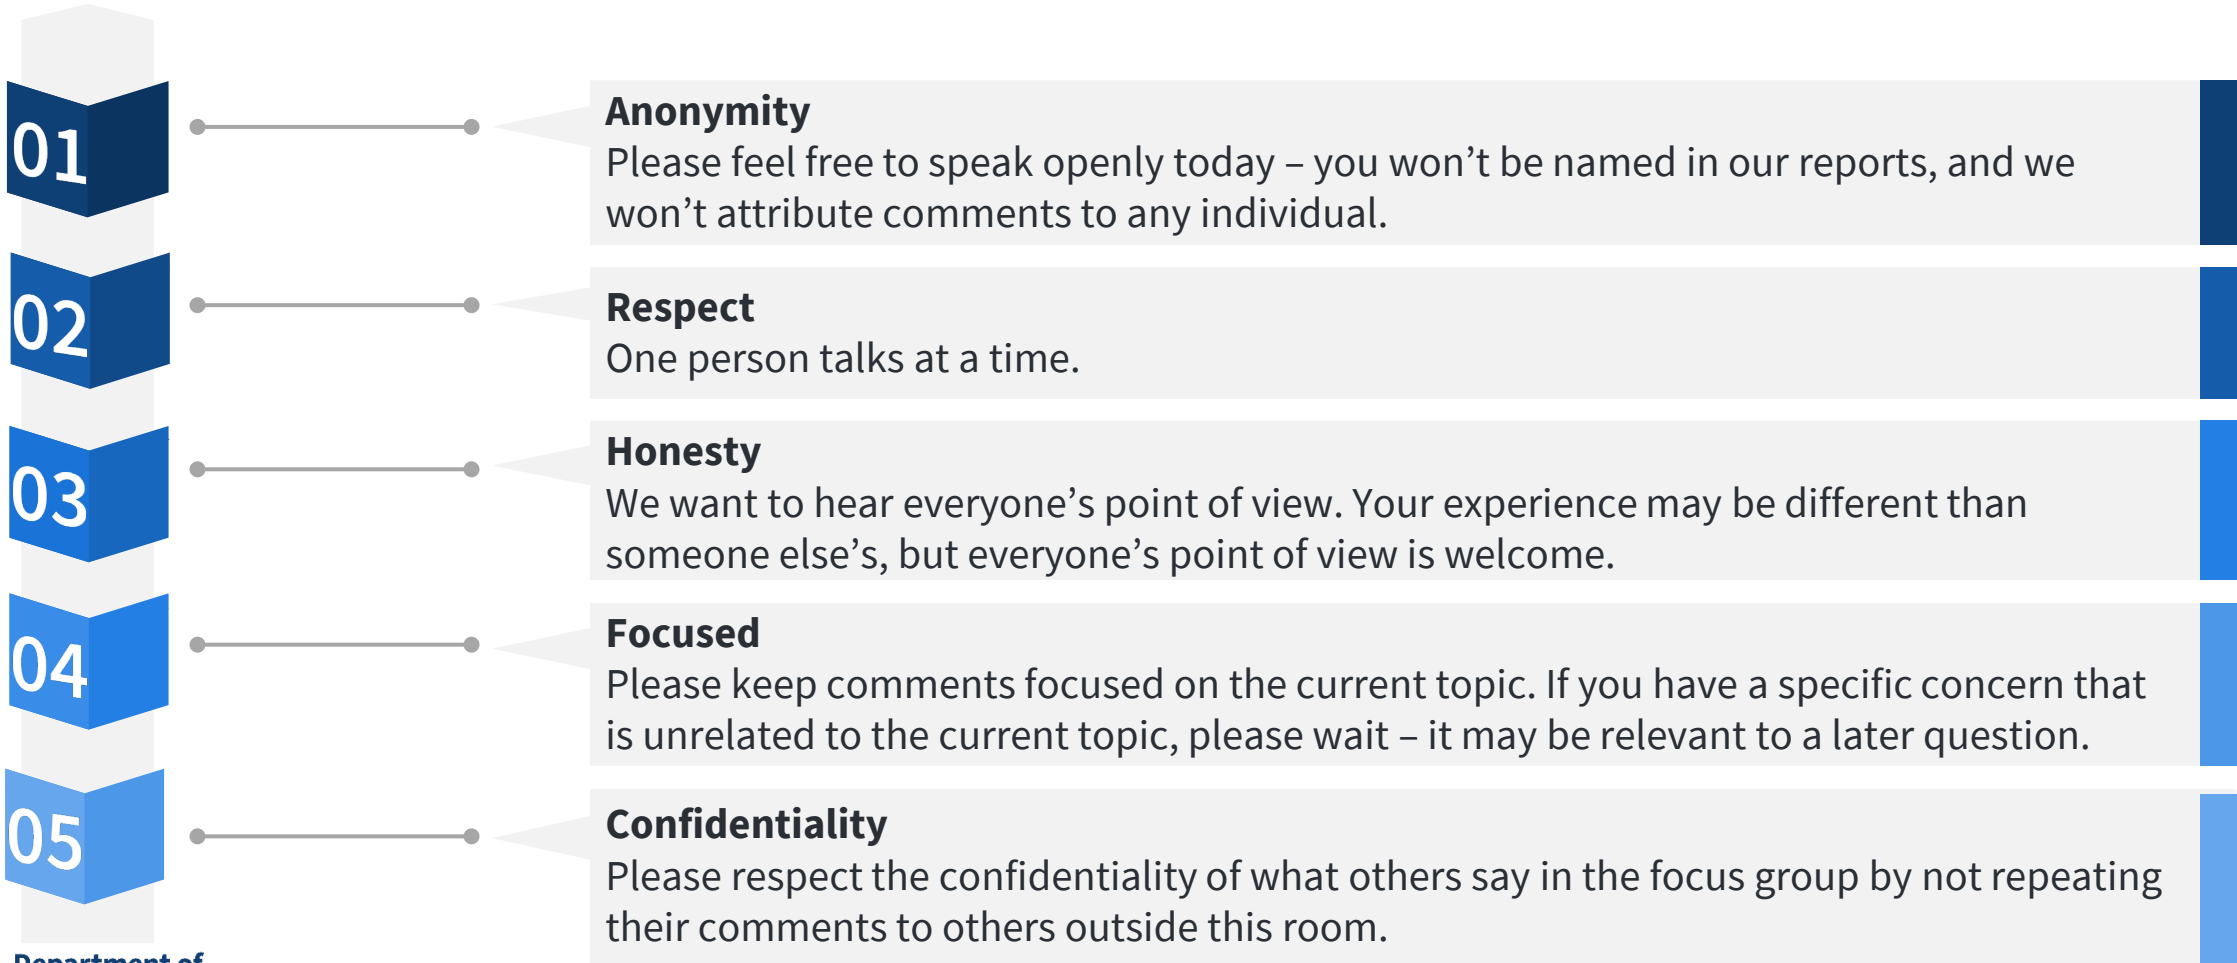 01
Anonymity
Please feel free to speak openly today – you won’t be named in our reports, and we
won’t attribute comments to any individual.
02
Respect
One person talks at a time.
03
Honesty
We want to hear everyone’s point of view. Your experience may be different than
someone else’s, but everyone’s point of view is welcome.
04
Focused
Please keep comments focused on the current topic. If you have a specific concern that
is unrelated to the current topic, please wait – it may be relevant to a later question.
05
Confidentiality
Please respect the confidentiality of what others say in the focus group by not repeating
their comments to others outside this room.
Department of